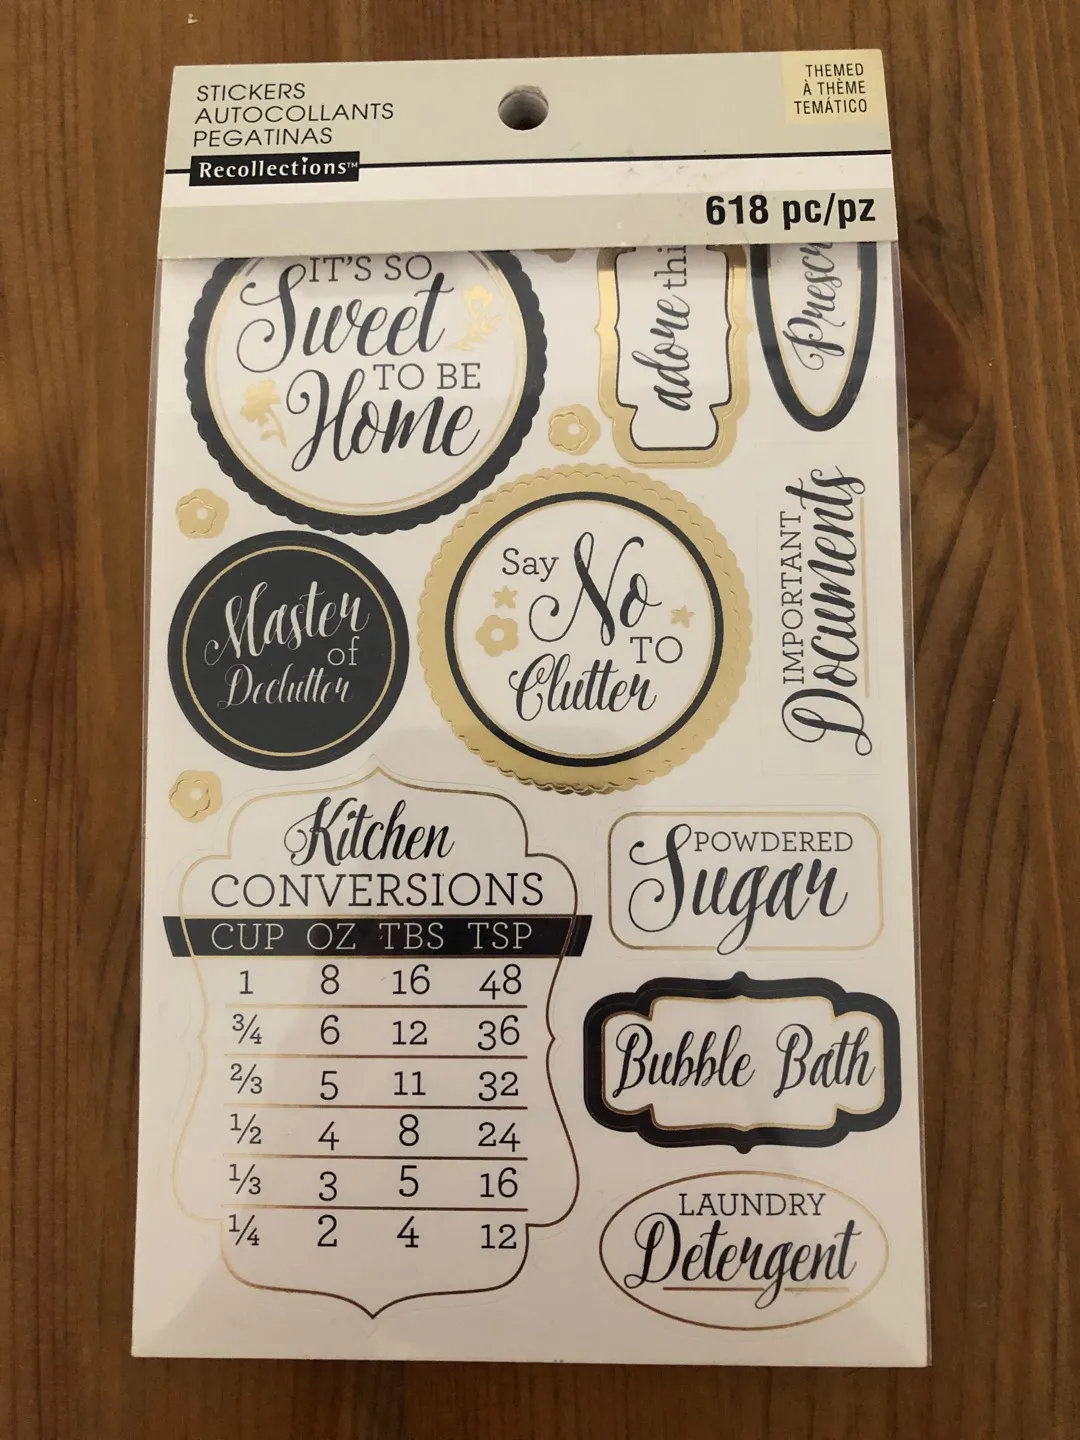 STICKERS
AUTOCOLLANTS
PEGATINAS
Recollections™
THEMED
À THÈME
TEMÁTICO
618 pc/pz
IT'S SO
Sweet
TO BE
Home
adore
Master
of
Declutter
Say No
TO
Clutter
IMPORTANT
Documents
Kitchen
CONVERSIONS
CUP OZ TBS TSP
1 8 16 48
¾ 6 12 36
⅔ 5 11 32
½ 4 8 24
⅓ 3 5 16
¼ 2 4 12
POWDERED
Sugar
Bubble Bath
LAUNDRY
Detergent